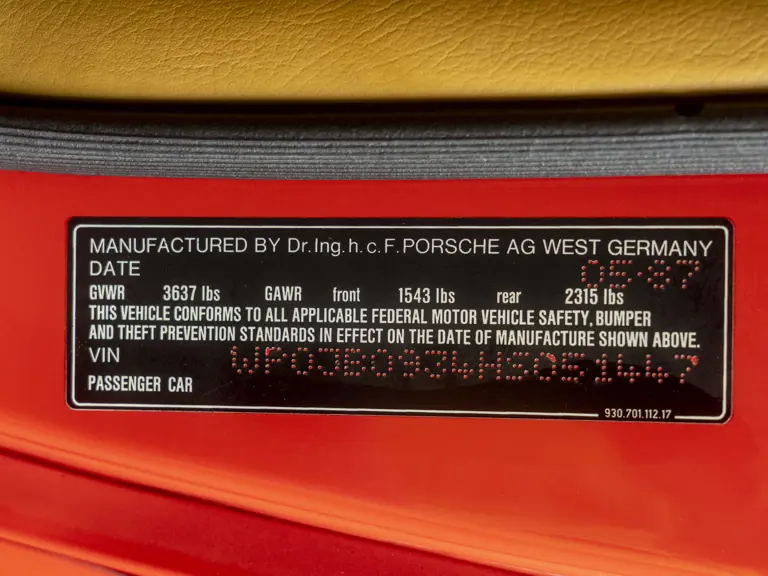 MANUFACTURED BY Dr.Ing.h.c.F.PORSCHE AG WEST GERMANY
DATE 05·87
GVWR 3637 lbs GAWR front 1543 lbs rear 2315 lbs
THIS VEHICLE CONFORMS TO ALL APPLICABLE FEDERAL MOTOR VEHICLE SAFETY, BUMPER
AND THEFT PREVENTION STANDARDS IN EFFECT ON THE DATE OF MANUFACTURE SHOWN ABOVE.
VIN WP0JB0934HS051447
PASSENGER CAR
930.701.112.17